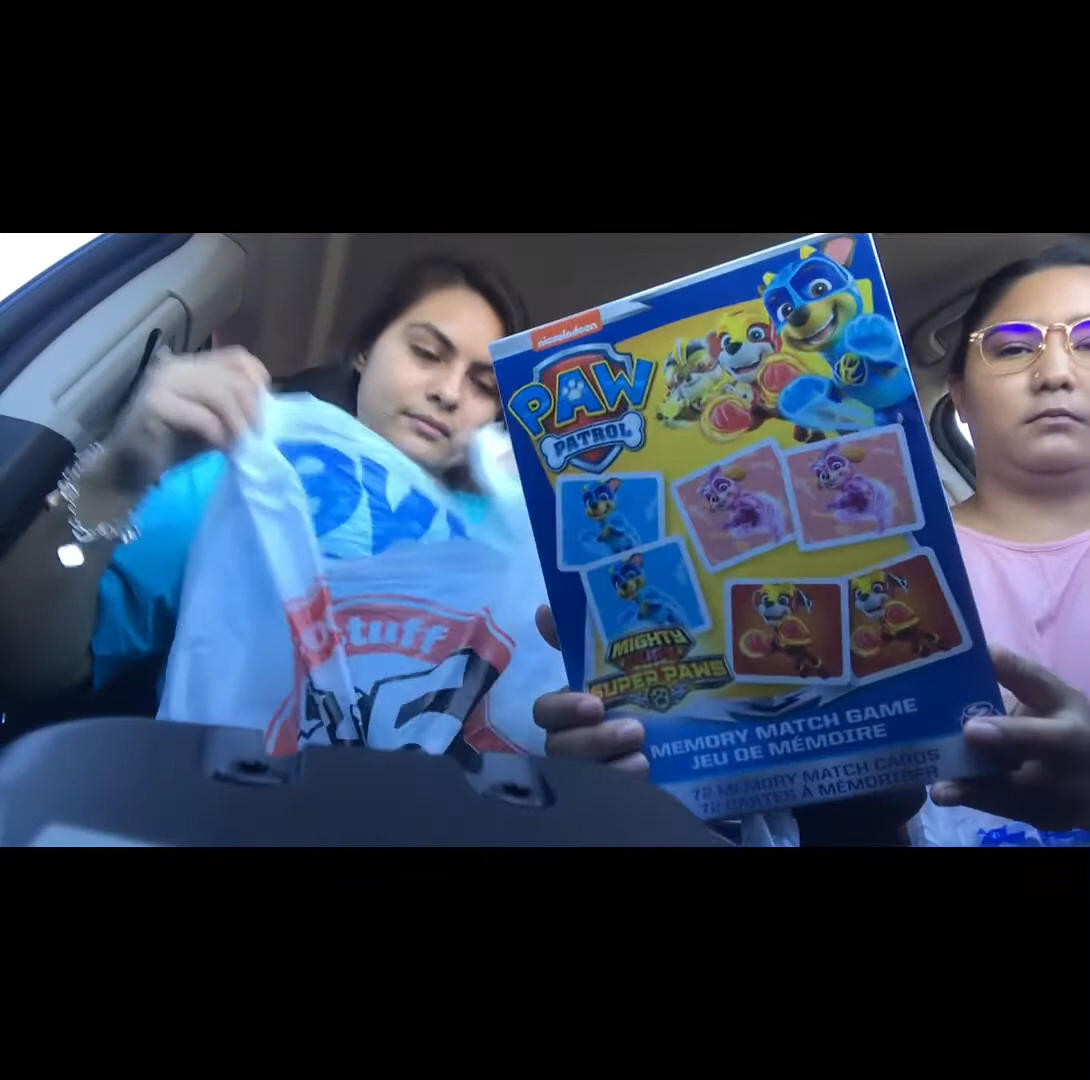 nickelodeon
PAW
PATROL
MIGHTY
PUPS
SUPER PAWS
MEMORY MATCH GAME
JEU DE MÉMOIRE
72 MEMORY MATCH CARDS
72 CARTES À MÉMORISER
stuff